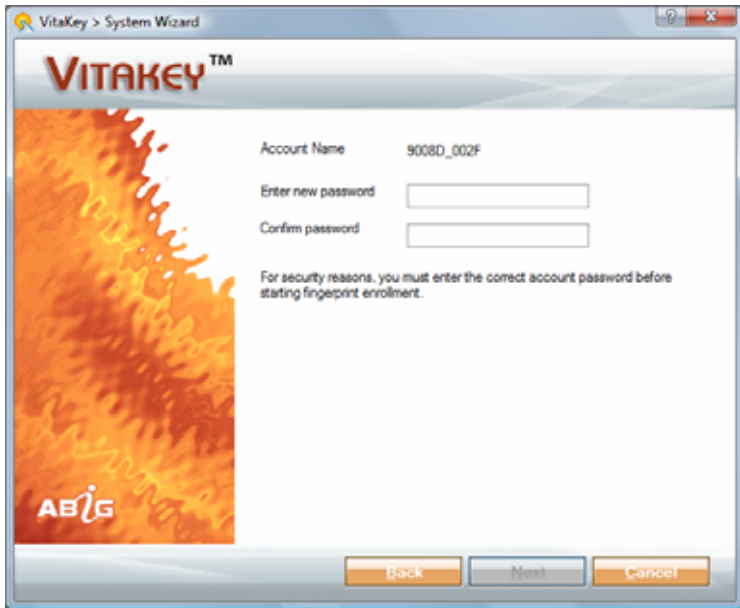 VitaKey > System Wizard
VITAKEY™
Account Name 9008D_002F
Enter new password
Confirm password
For security reasons, you must enter the correct account password before
starting fingerprint enrollment.
ABiG
Back Next Cancel